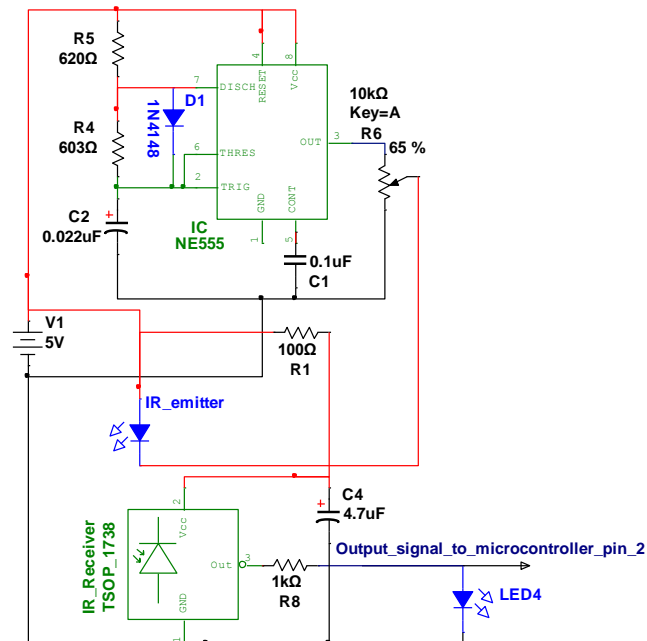 R5
620Ω
R4
603Ω
C2
0.022uF
D1
1N4148
7
DISCH
6
THRES
2
TRIG
4
RESET
8
Vcc
OUT
3
GND
1
CONT
5
IC
NE555
0.1uF
C1
10kΩ
Key=A
R6
65 %
V1
5V
100Ω
R1
IR_emitter
IR_Receiver
TSOP_1738
2
Vcc
Out
3
GND
1
C4
4.7uF
1kΩ
R8
Output_signal_to_microcontroller_pin_2
LED4